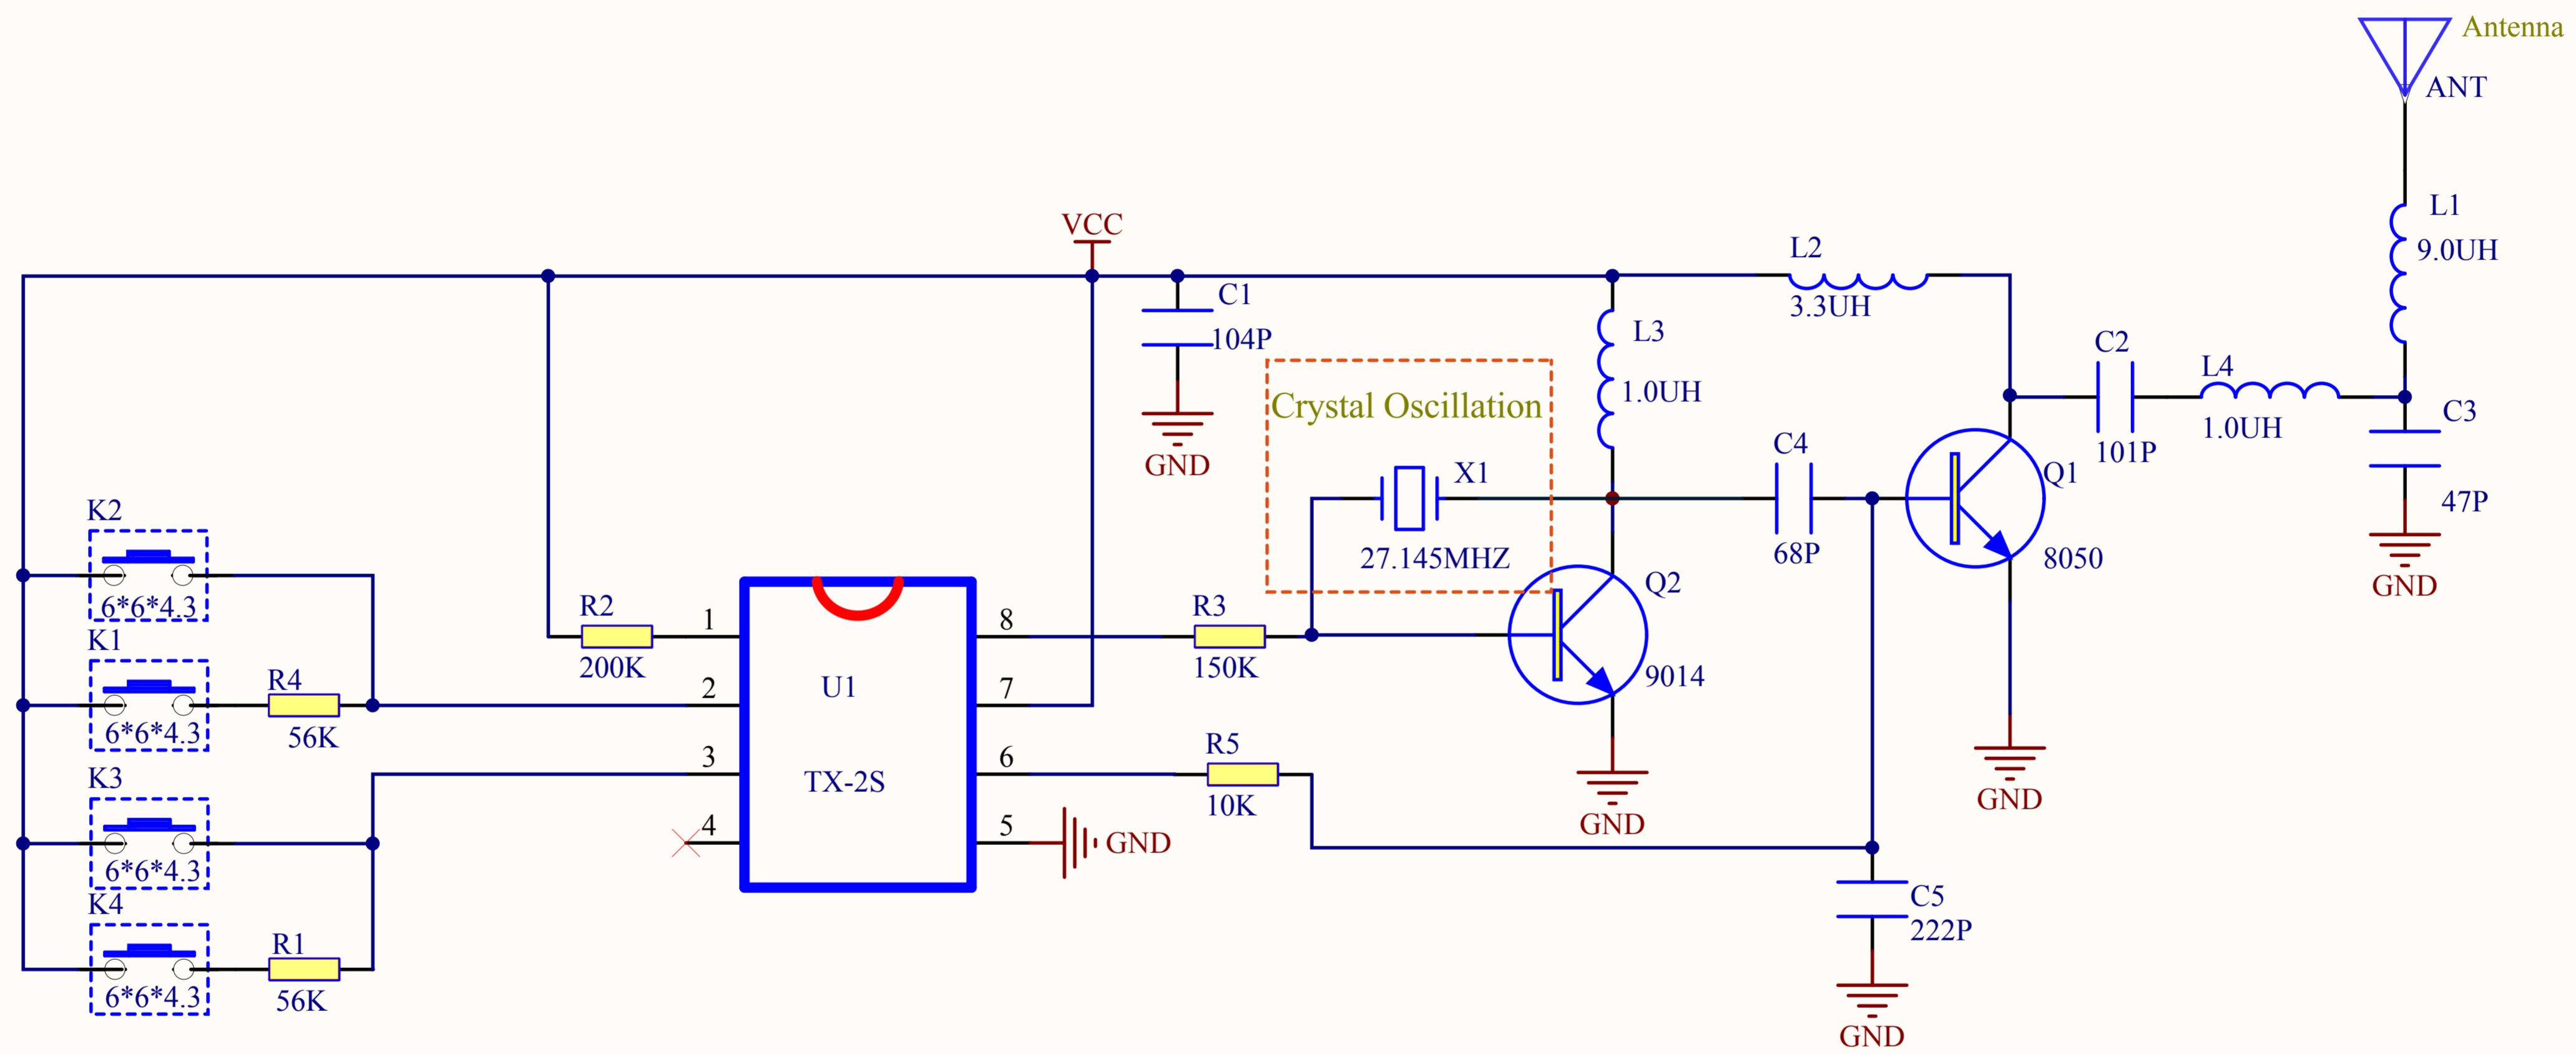 Antenna
ANT
L1
9.0UH
VCC
L2
3.3UH
C1
104P
L3
1.0UH
C2
101P
L4
1.0UH
C3
47P
GND
GND
Crystal Oscillation
X1
27.145MHZ
C4
68P
Q1
8050
GND
K2
6*6*4.3
K1
6*6*4.3
R4
56K
K3
6*6*4.3
K4
6*6*4.3
R1
56K
R2
200K
1
2
3
4
U1
TX-2S
8
7
6
5
GND
R3
150K
Q2
9014
GND
R5
10K
C5
222P
GND